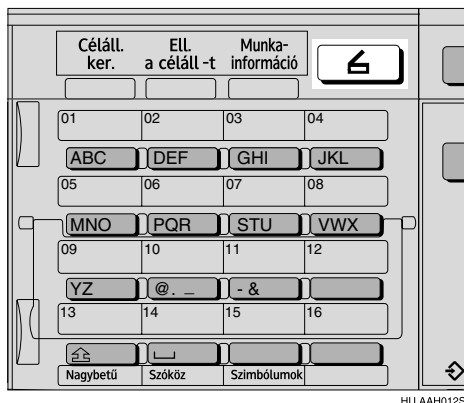 Céláll. Ell. Munka-
ker. a céláll -t információ
01 02 03 04
ABC DEF GHI JKL
05 06 07 08
MNO PQR STU VWX
09 10 11 12
YZ @. _ - &
13 14 15 16
Nagybetű Szóköz Szimbólumok
HU AAH012S